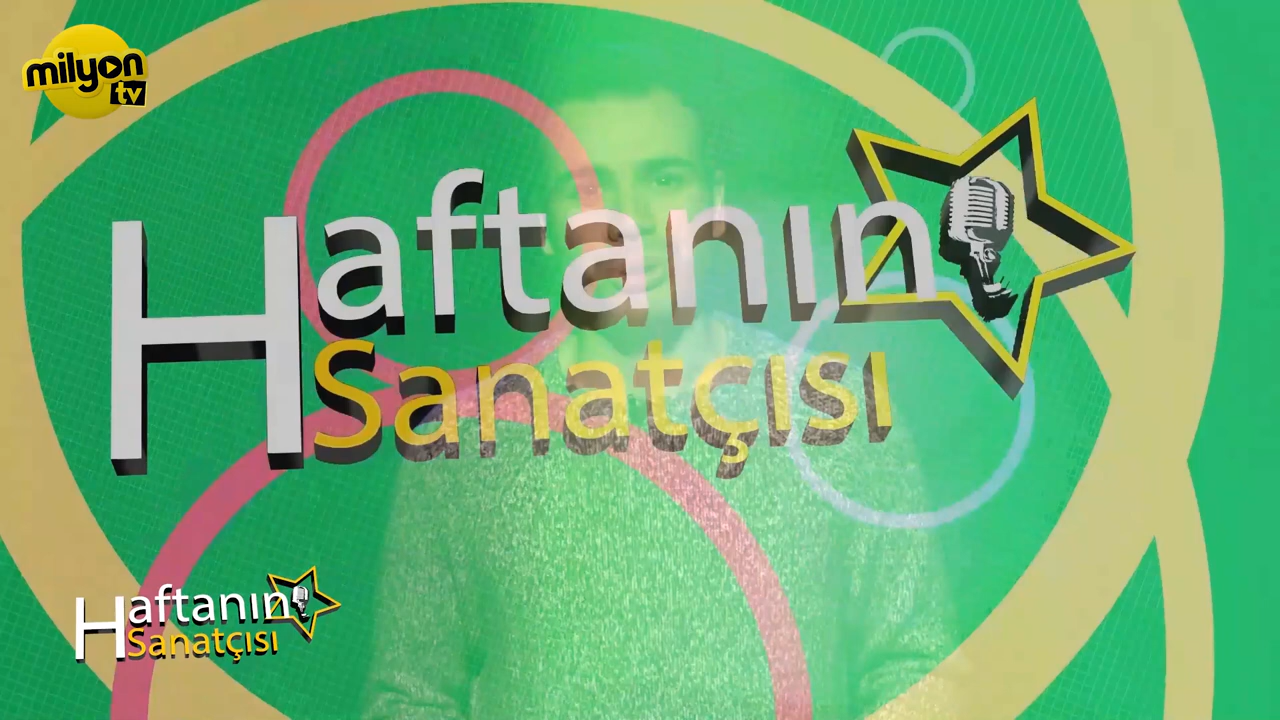 milyon
tv
Haftanın
Sanatçısı
Haftanın
Sanatçısı